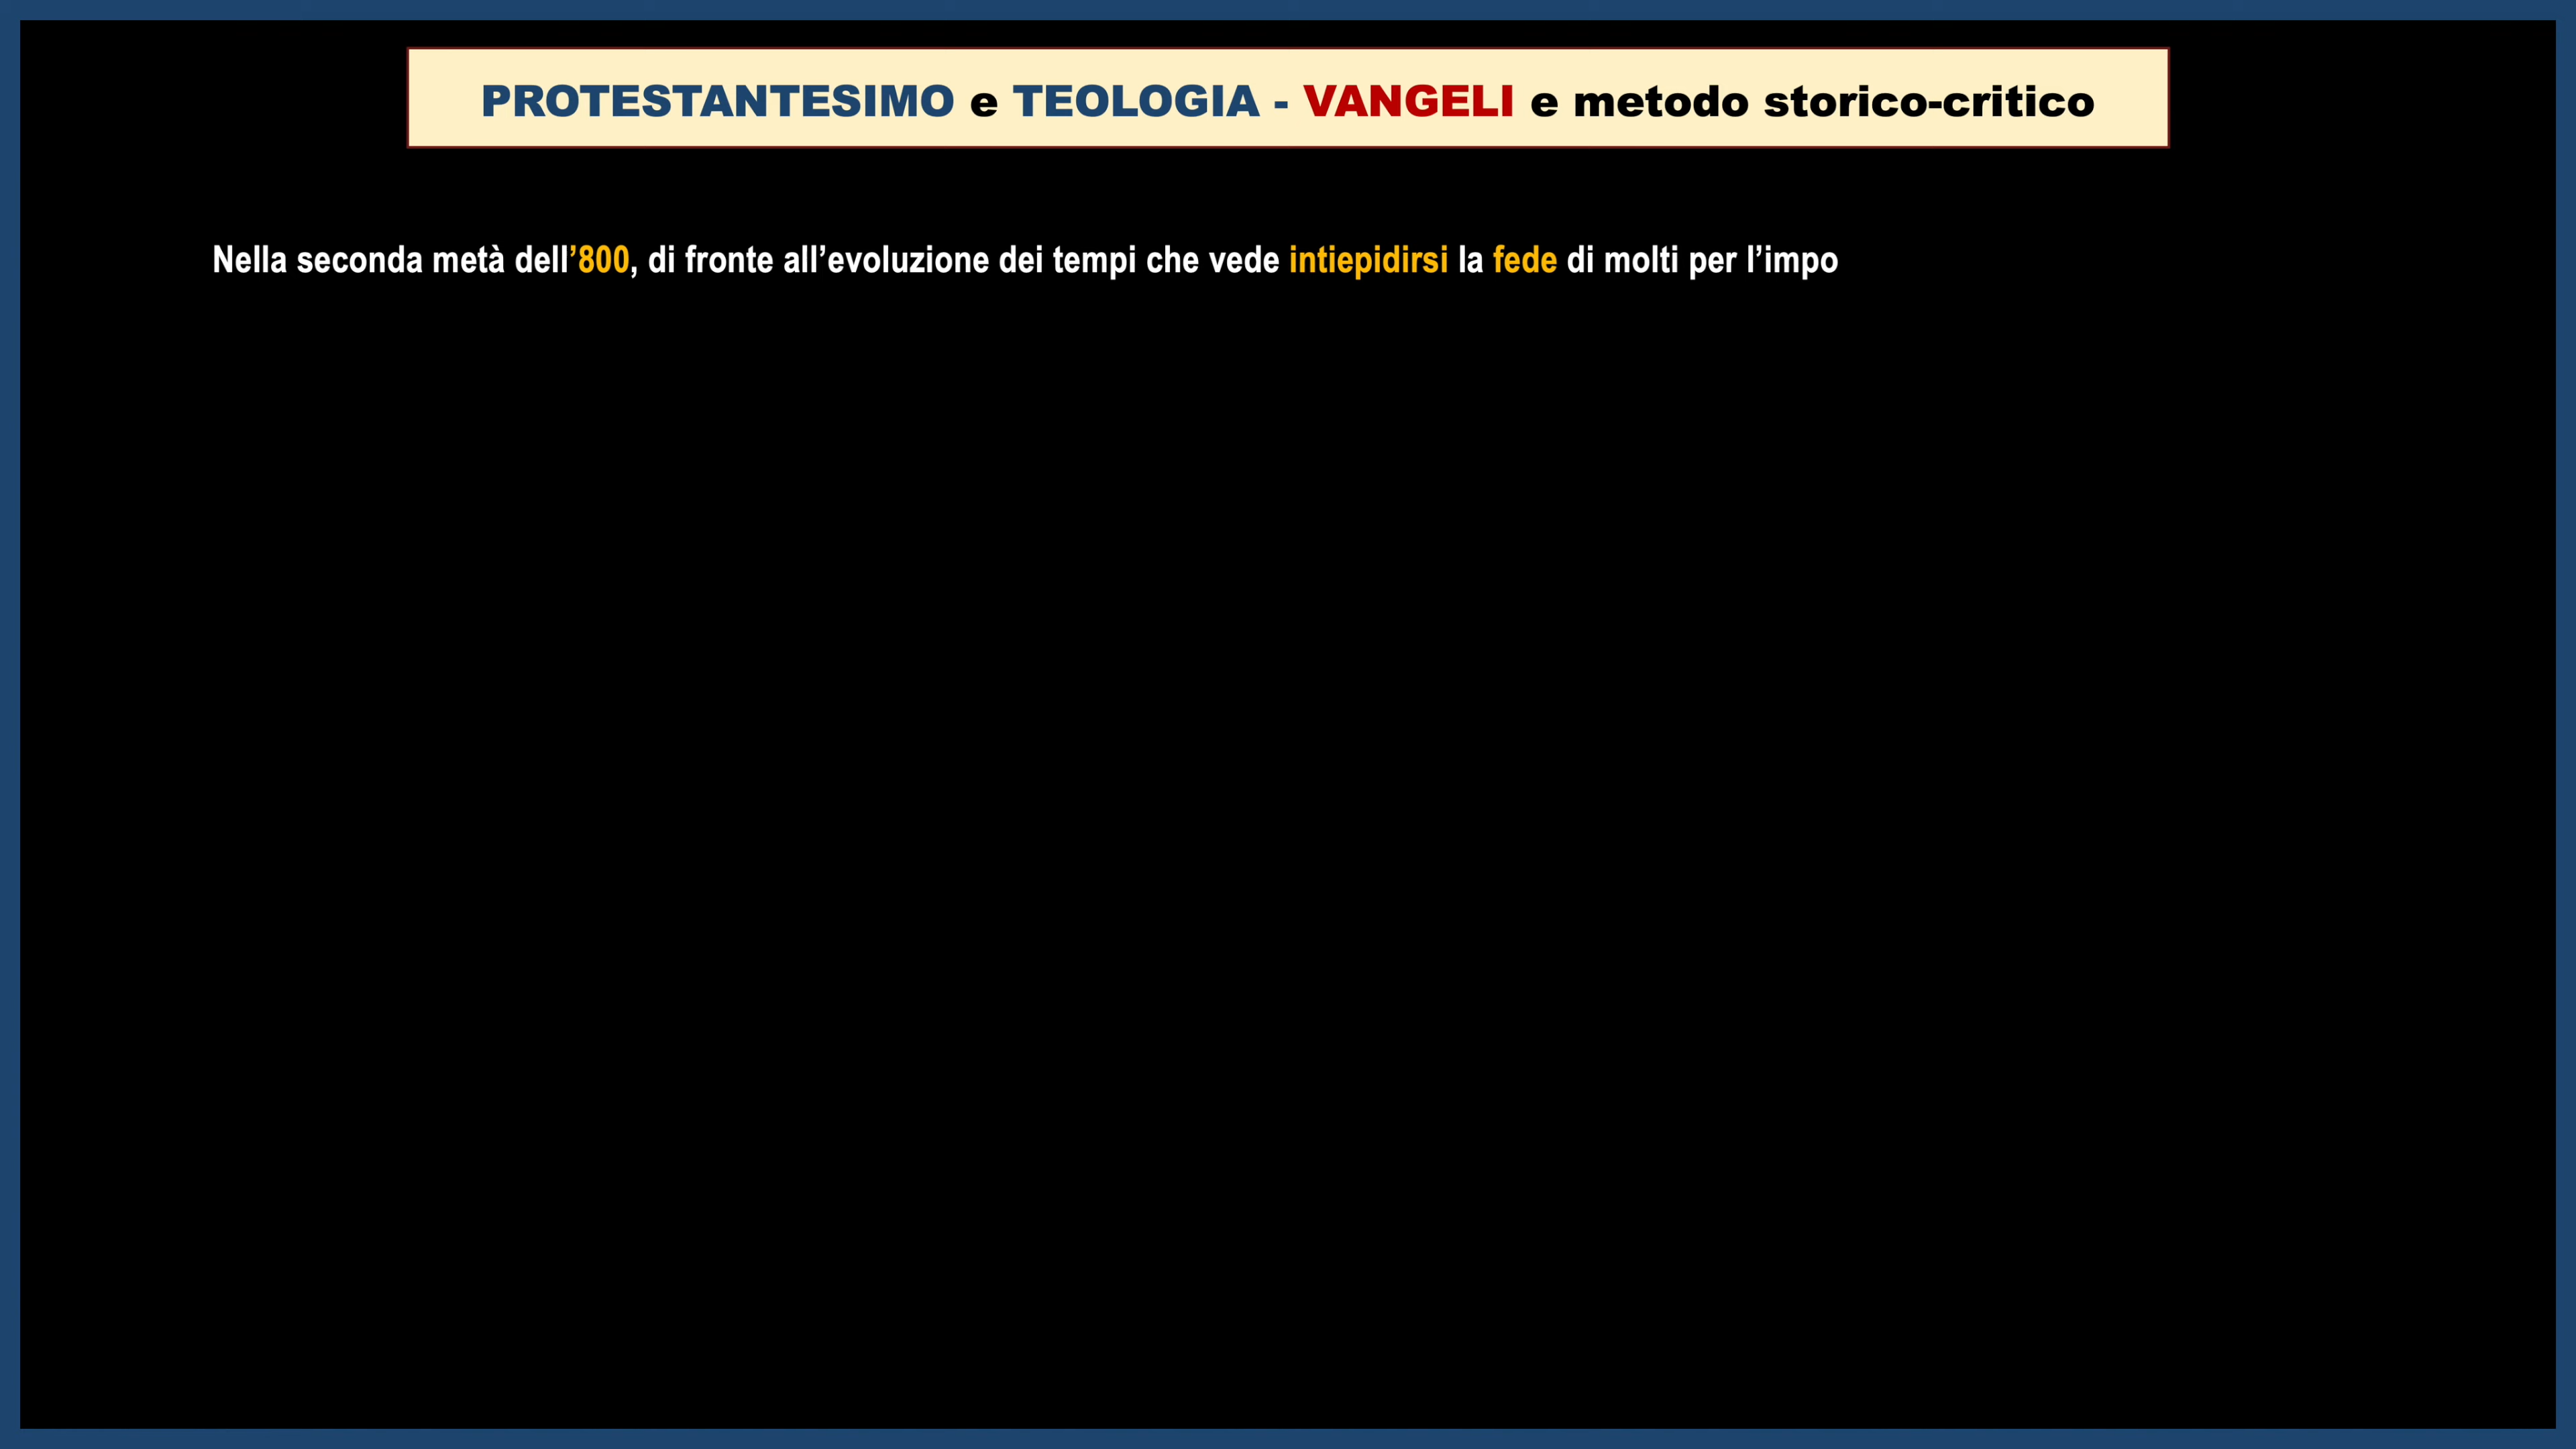 PROTESTANTESIMO e TEOLOGIA - VANGELI e metodo storico-critico
Nella seconda metà dell’800, di fronte all’evoluzione dei tempi che vede intiepidirsi la fede di molti per l’impo